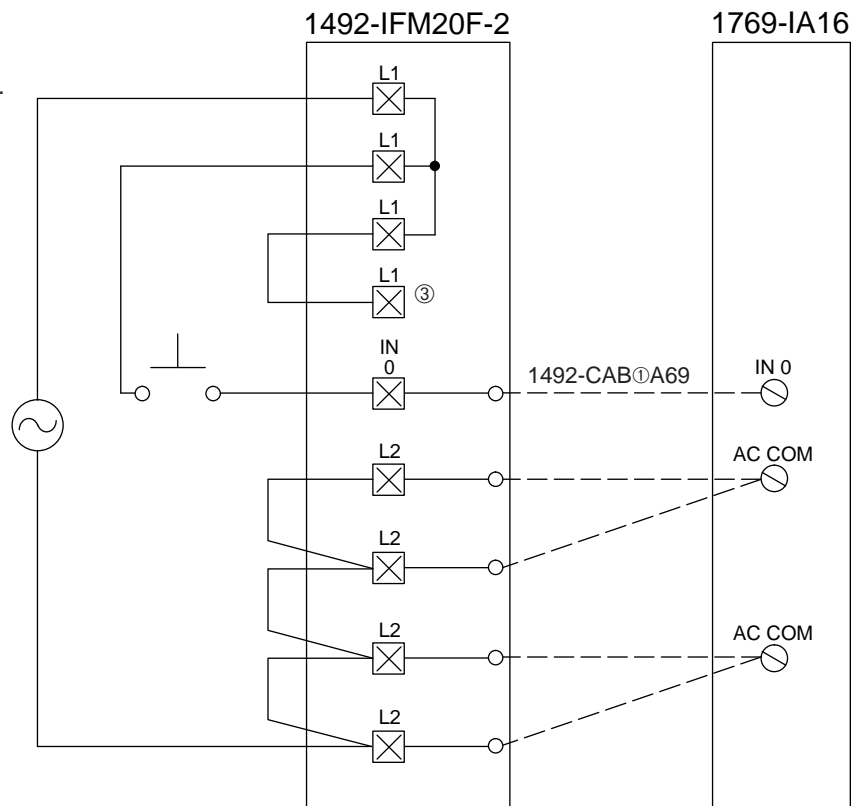 1492-IFM20F-2
1769-IA16
L1
L1
L1
L1 ③
IN
0
1492-CAB①A69
IN 0
L2
AC COM
L2
L2
AC COM
L2